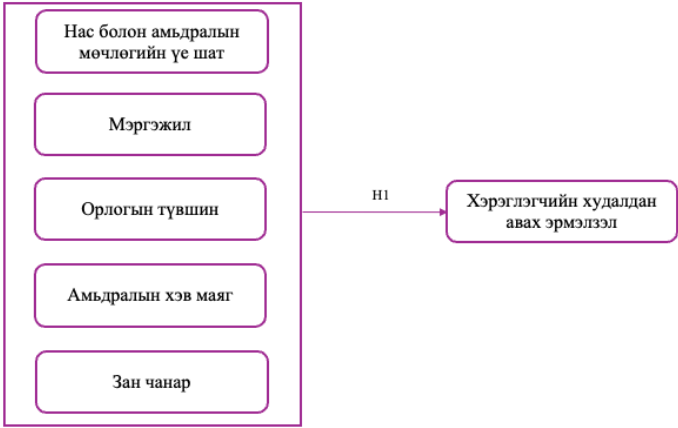 Нас болон амьдралын
мөчлөгийн үе шат
Мэргэжил
Орлогын түвшин
Амьдралын хэв маяг
Зан чанар
H1
Хэрэглэгчийн худалдан
авах эрмэлзэл